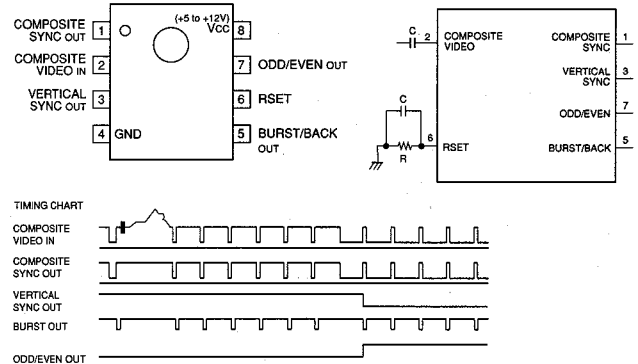 COMPOSITE
SYNC OUT
1
(+5 to +12V)
VCC
8
COMPOSITE
VIDEO IN
2
7
ODD/EVEN OUT
VERTICAL
SYNC OUT
3
6
RSET
4
GND
5
BURST/BACK
OUT
C
2
COMPOSITE
VIDEO
COMPOSITE
SYNC
1
VERTICAL
SYNC
3
ODD/EVEN
7
BURST/BACK
5
C
R
6
RSET
TIMING CHART
COMPOSITE
VIDEO IN
COMPOSITE
SYNC OUT
VERTICAL
SYNC OUT
BURST OUT
ODD/EVEN OUT